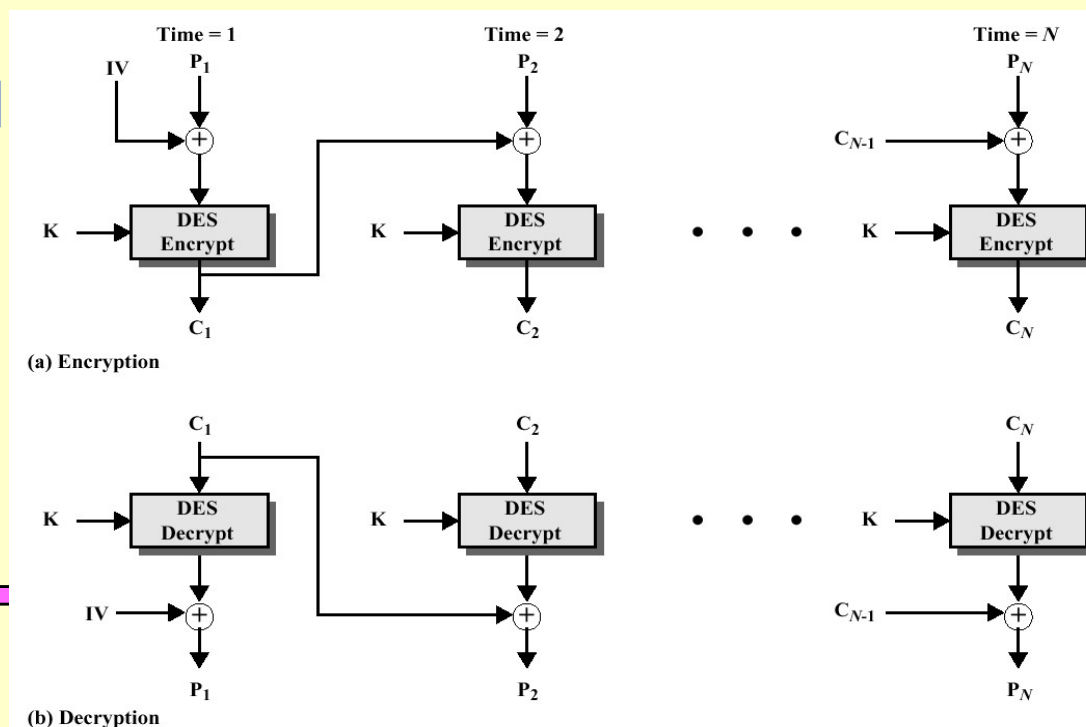 Time = 1 Time = 2 Time = N
IV P1 P2 PN
CN-1
K DES Encrypt K DES Encrypt • • • K DES Encrypt
C1 C2 CN
(a) Encryption
C1 C2 CN
K DES Decrypt K DES Decrypt • • • K DES Decrypt
IV CN-1
P1 P2 PN
(b) Decryption